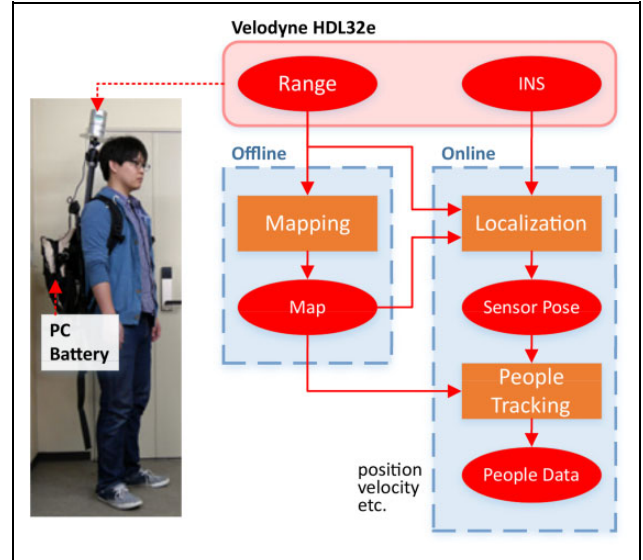 Velodyne HDL32e
Range
INS
Offline
Online
Mapping
Localization
Map
Sensor Pose
PC
Battery
People
Tracking
position
velocity
etc.
People Data